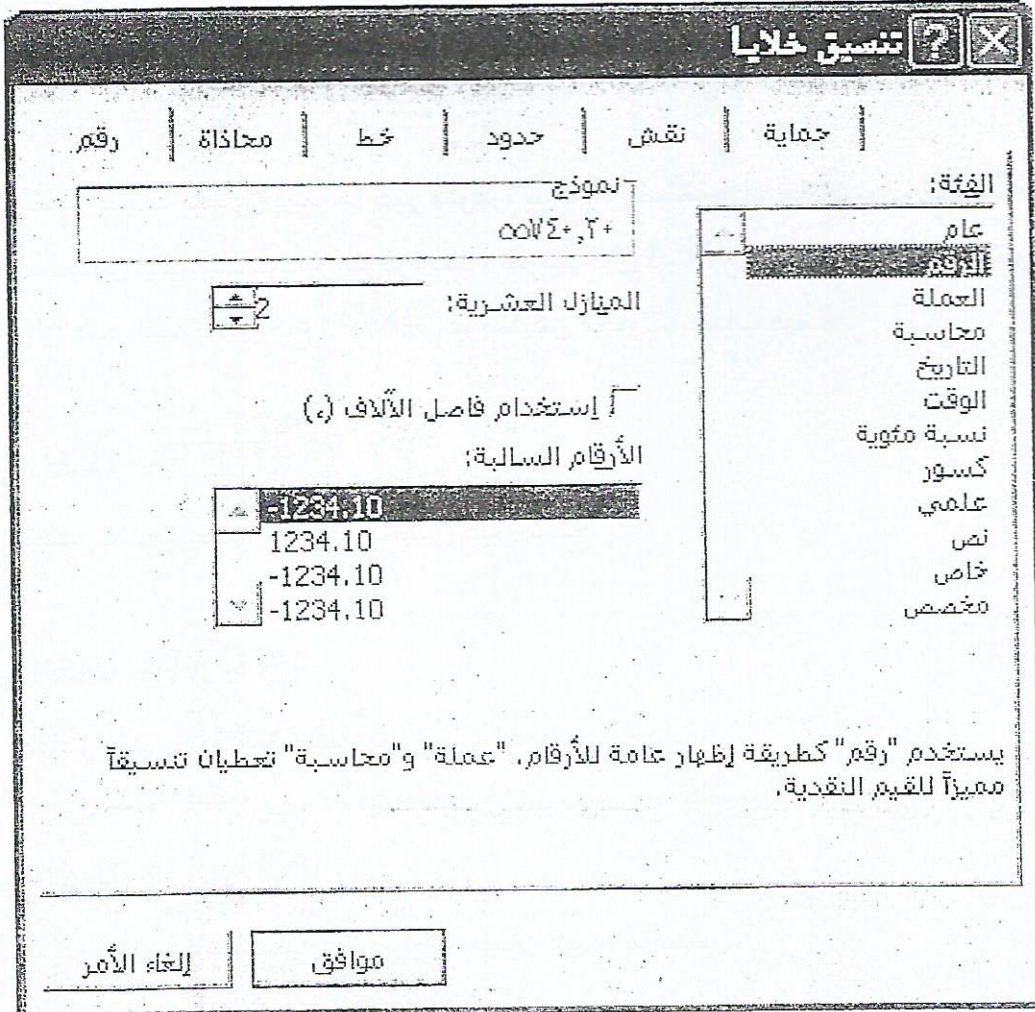 تنسيق خلايا
رقم محاذاة خط حدود نقش حماية
الفئة:
عام
الرقم
العملة
محاسبة
التاريخ
الوقت
نسبة مئوية
كسور
علمي
نص
خاص
مخصص
نموذج
المنازل العشرية: 2
إستخدام فاصل الآلاف (،)
الأرقام السالبة:
-1234.10
1234.10
-1234.10
-1234.10
يستخدم "رقم" كطريقة إظهار عامة للأرقام. "عملة" و"محاسبة" تعطيان تنسيقاً
مميزاً للقيم النقدية.
موافق
إلغاء الأمر